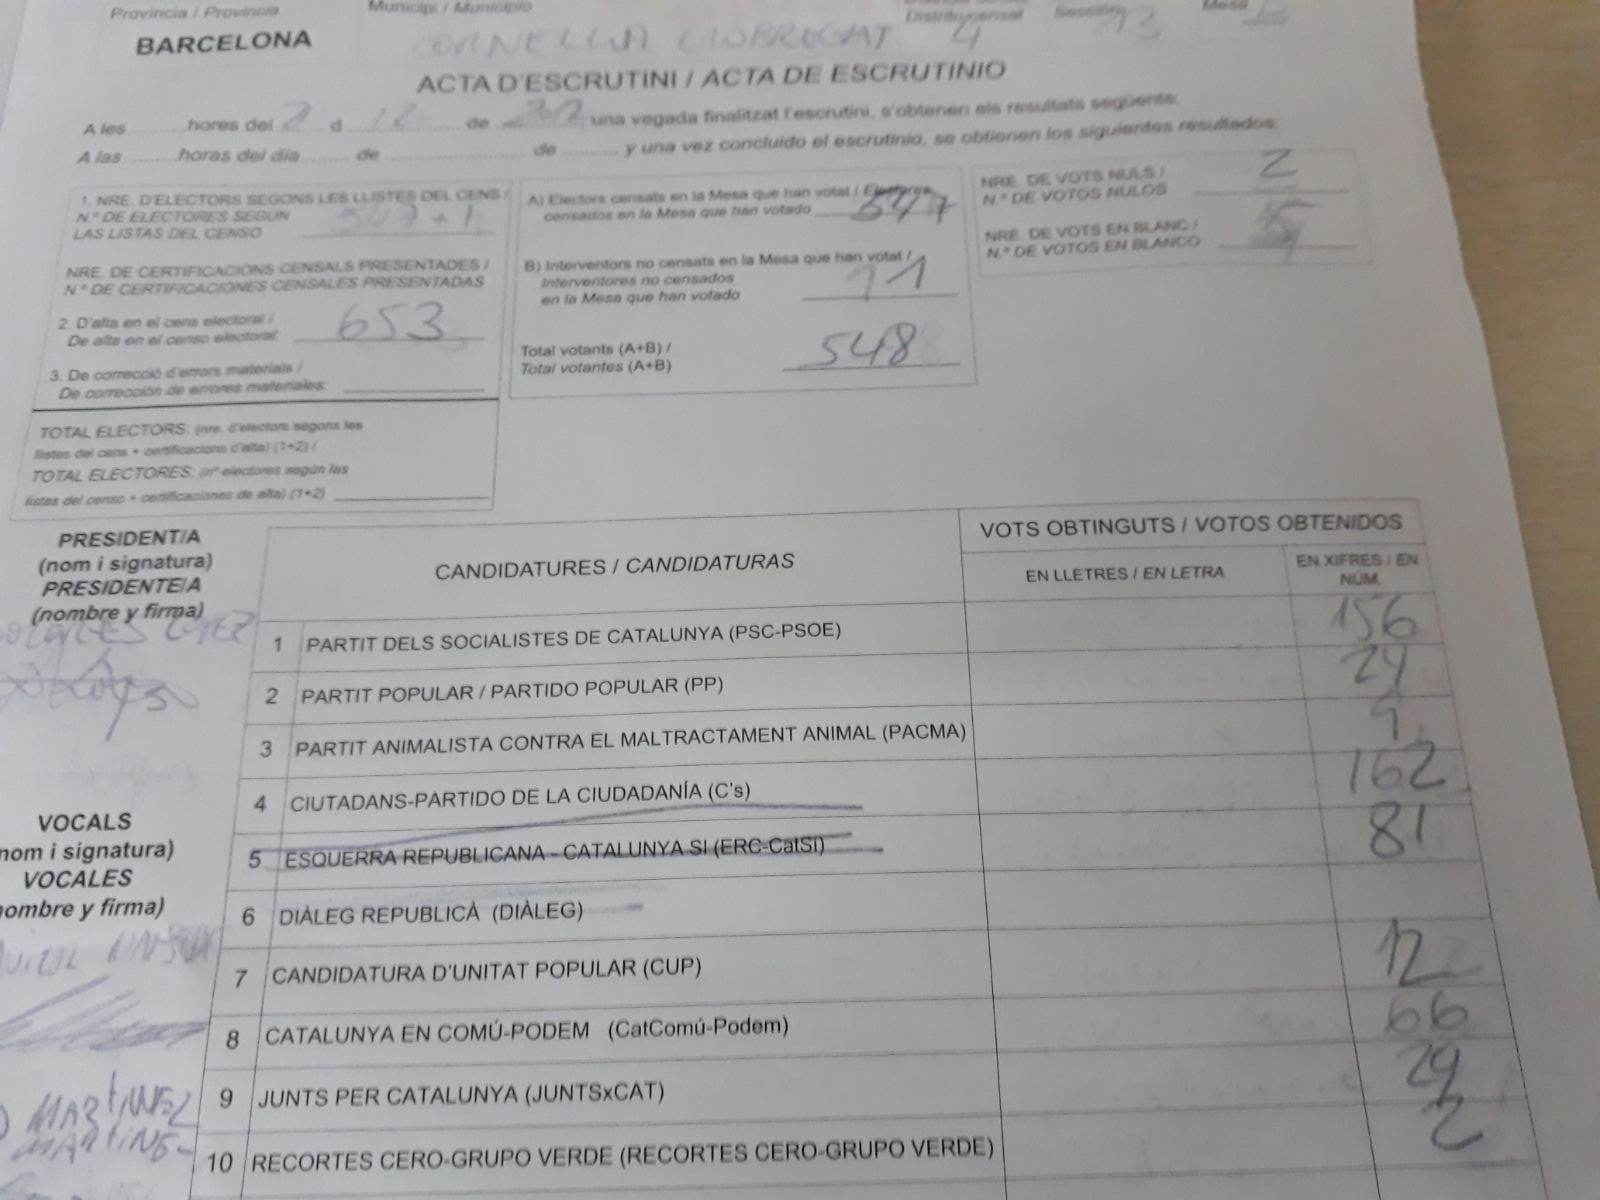 Provincia / Provincia
Municipi / Municipio
Districte censal
Sección
Mesa
BARCELONA
CORNELLA LLOBREGAT 4 13
ACTA D'ESCRUTINI / ACTA DE ESCRUTINIO
A les ..........hores del 2 d 12 de una vegada finalitzat l'escrutini, s'obtenen els resultats següents:
A las ..........horas del día ........ de ...................... de ........., y una vez concluido el escrutinio, se obtienen los siguientes resultados:
1. NRE. D'ELECTORS SEGONS LES LLISTES DEL CENS /
N.º DE ELECTORES SEGÚN
LAS LISTAS DEL CENSO 547+1
NRE. DE CERTIFICACIONS CENSALS PRESENTADES /
N.º DE CERTIFICACIONES CENSALES PRESENTADAS
2. D'alta en el cens electoral /
De alta en el censo electoral: 653
3. De correcció d'errors materials /
De corrección de errores materiales:
TOTAL ELECTORS: (nre. d'electors segons les
llistes del cens + certificacions d'alta) (1+2) /
TOTAL ELECTORES: (nº electores según las
listas del censo + certificaciones de alta) (1+2)
A) Electors censats en la Mesa que han votat / Electores
censados en la Mesa que han votado 547
B) Interventors no censats en la Mesa que han votat /
Interventores no censados
en la Mesa que han votado
Total votants (A+B) /
Total votantes (A+B) 548
NRE. DE VOTS NULS /
N.º DE VOTOS NULOS 2
NRE. DE VOTS EN BLANC /
N.º DE VOTOS EN BLANCO 5
PRESIDENT/A
(nom i signatura)
PRESIDENTE/A
(nombre y firma)
VOCALS
nom i signatura)
VOCALES
ombre y firma)
MARTINEZ
MARTINE-
CANDIDATURES / CANDIDATURAS
VOTS OBTINGUTS / VOTOS OBTENIDOS
EN LLETRES / EN LETRA
EN XIFRES / EN
NÚM.
1 PARTIT DELS SOCIALISTES DE CATALUNYA (PSC-PSOE) 156
2 PARTIT POPULAR / PARTIDO POPULAR (PP) 24
3 PARTIT ANIMALISTA CONTRA EL MALTRACTAMENT ANIMAL (PACMA) 9
4 CIUTADANS-PARTIDO DE LA CIUDADANÍA (C's) 162
5 ESQUERRA REPUBLICANA - CATALUNYA SI (ERC-CatSI) 81
6 DIÀLEG REPUBLICÀ (DIÀLEG)
7 CANDIDATURA D'UNITAT POPULAR (CUP) 12
8 CATALUNYA EN COMÚ-PODEM (CatComú-Podem) 66
9 JUNTS PER CATALUNYA (JUNTSxCAT) 29
10 RECORTES CERO-GRUPO VERDE (RECORTES CERO-GRUPO VERDE) 2